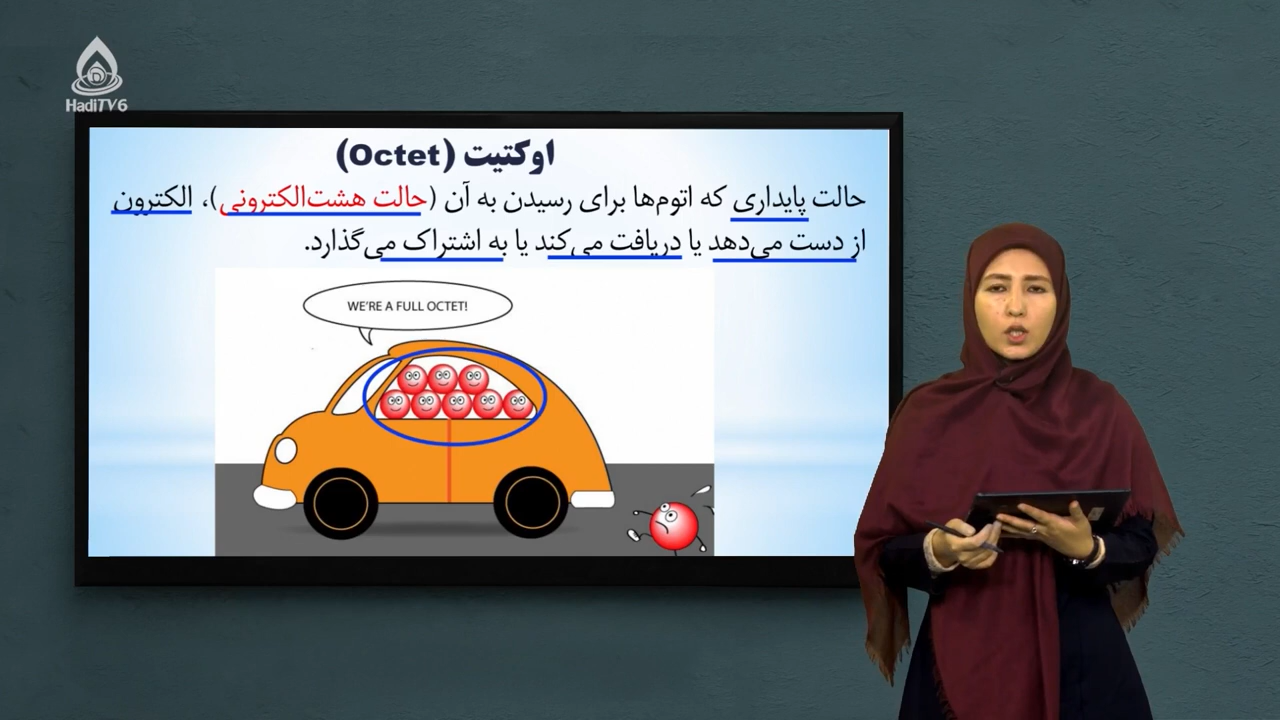 HadiTV6
اوکتیت (Octet)
حالت پایداری که اتوم‌ها برای رسیدن به آن (حالت هشت‌الکترونی)، الکترون
از دست می‌دهد یا دریافت می‌کند یا به اشتراک می‌گذارد.
WE'RE A FULL OCTET!